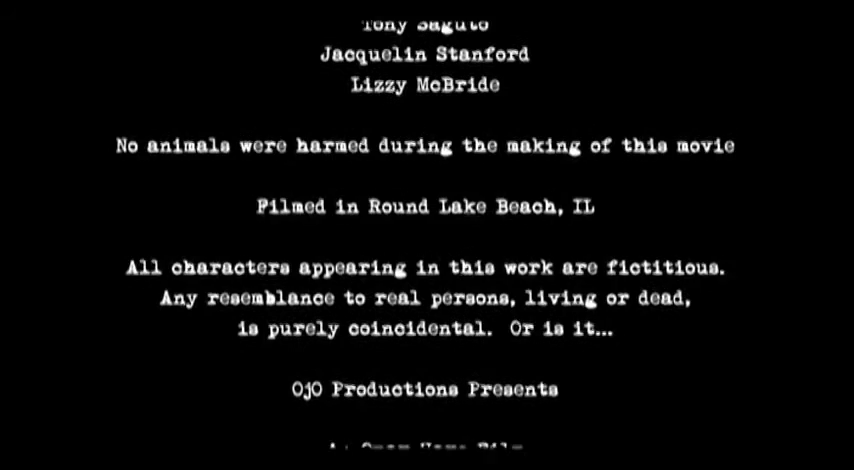 Tony Saguto
Jacquelin Stanford
Lizzy McBride
No animals were harmed during the making of this movie
Filmed in Round Lake Beach, IL
All characters appearing in this work are fictitious.
Any resemblance to real persons, living or dead,
is purely coincidental. Or is it...
OJO Productions Presents